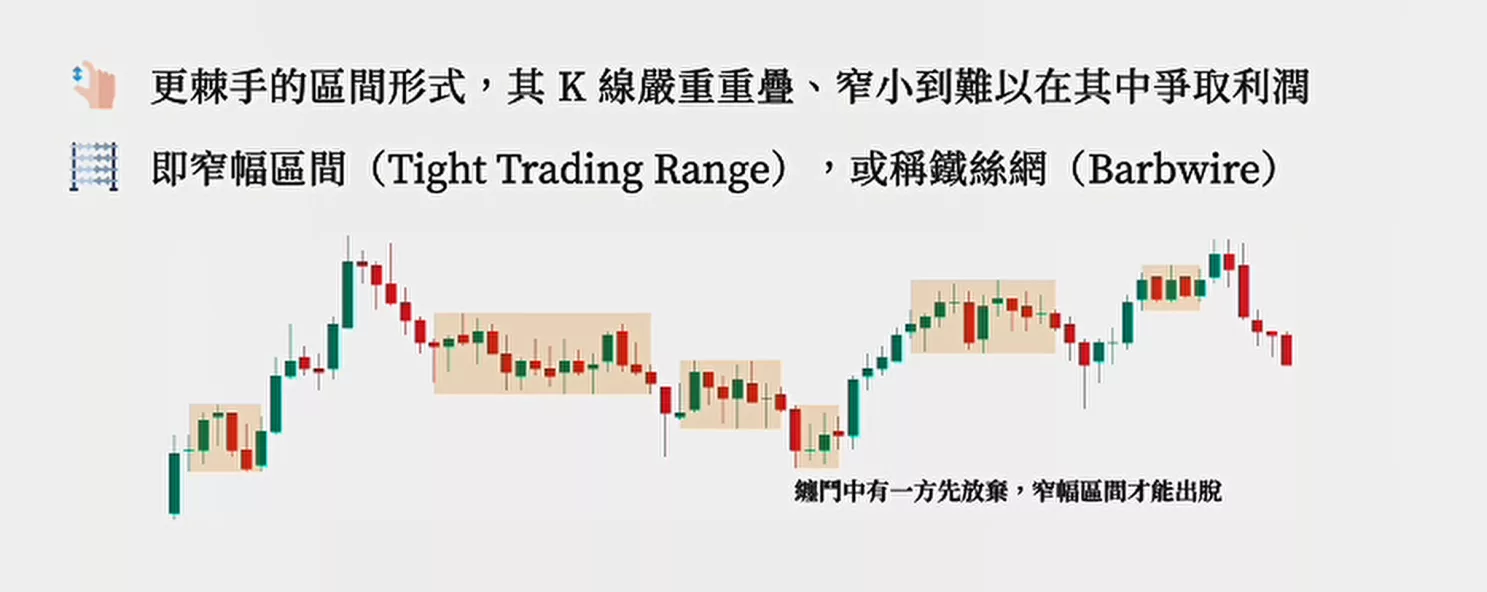 更棘手的區間形式，其 K 線嚴重重疊、窄小到難以在其中爭取利潤
即窄幅區間（Tight Trading Range），或稱鐵絲網（Barbwire）
纏鬥中有一方先放棄，窄幅區間才能出脫